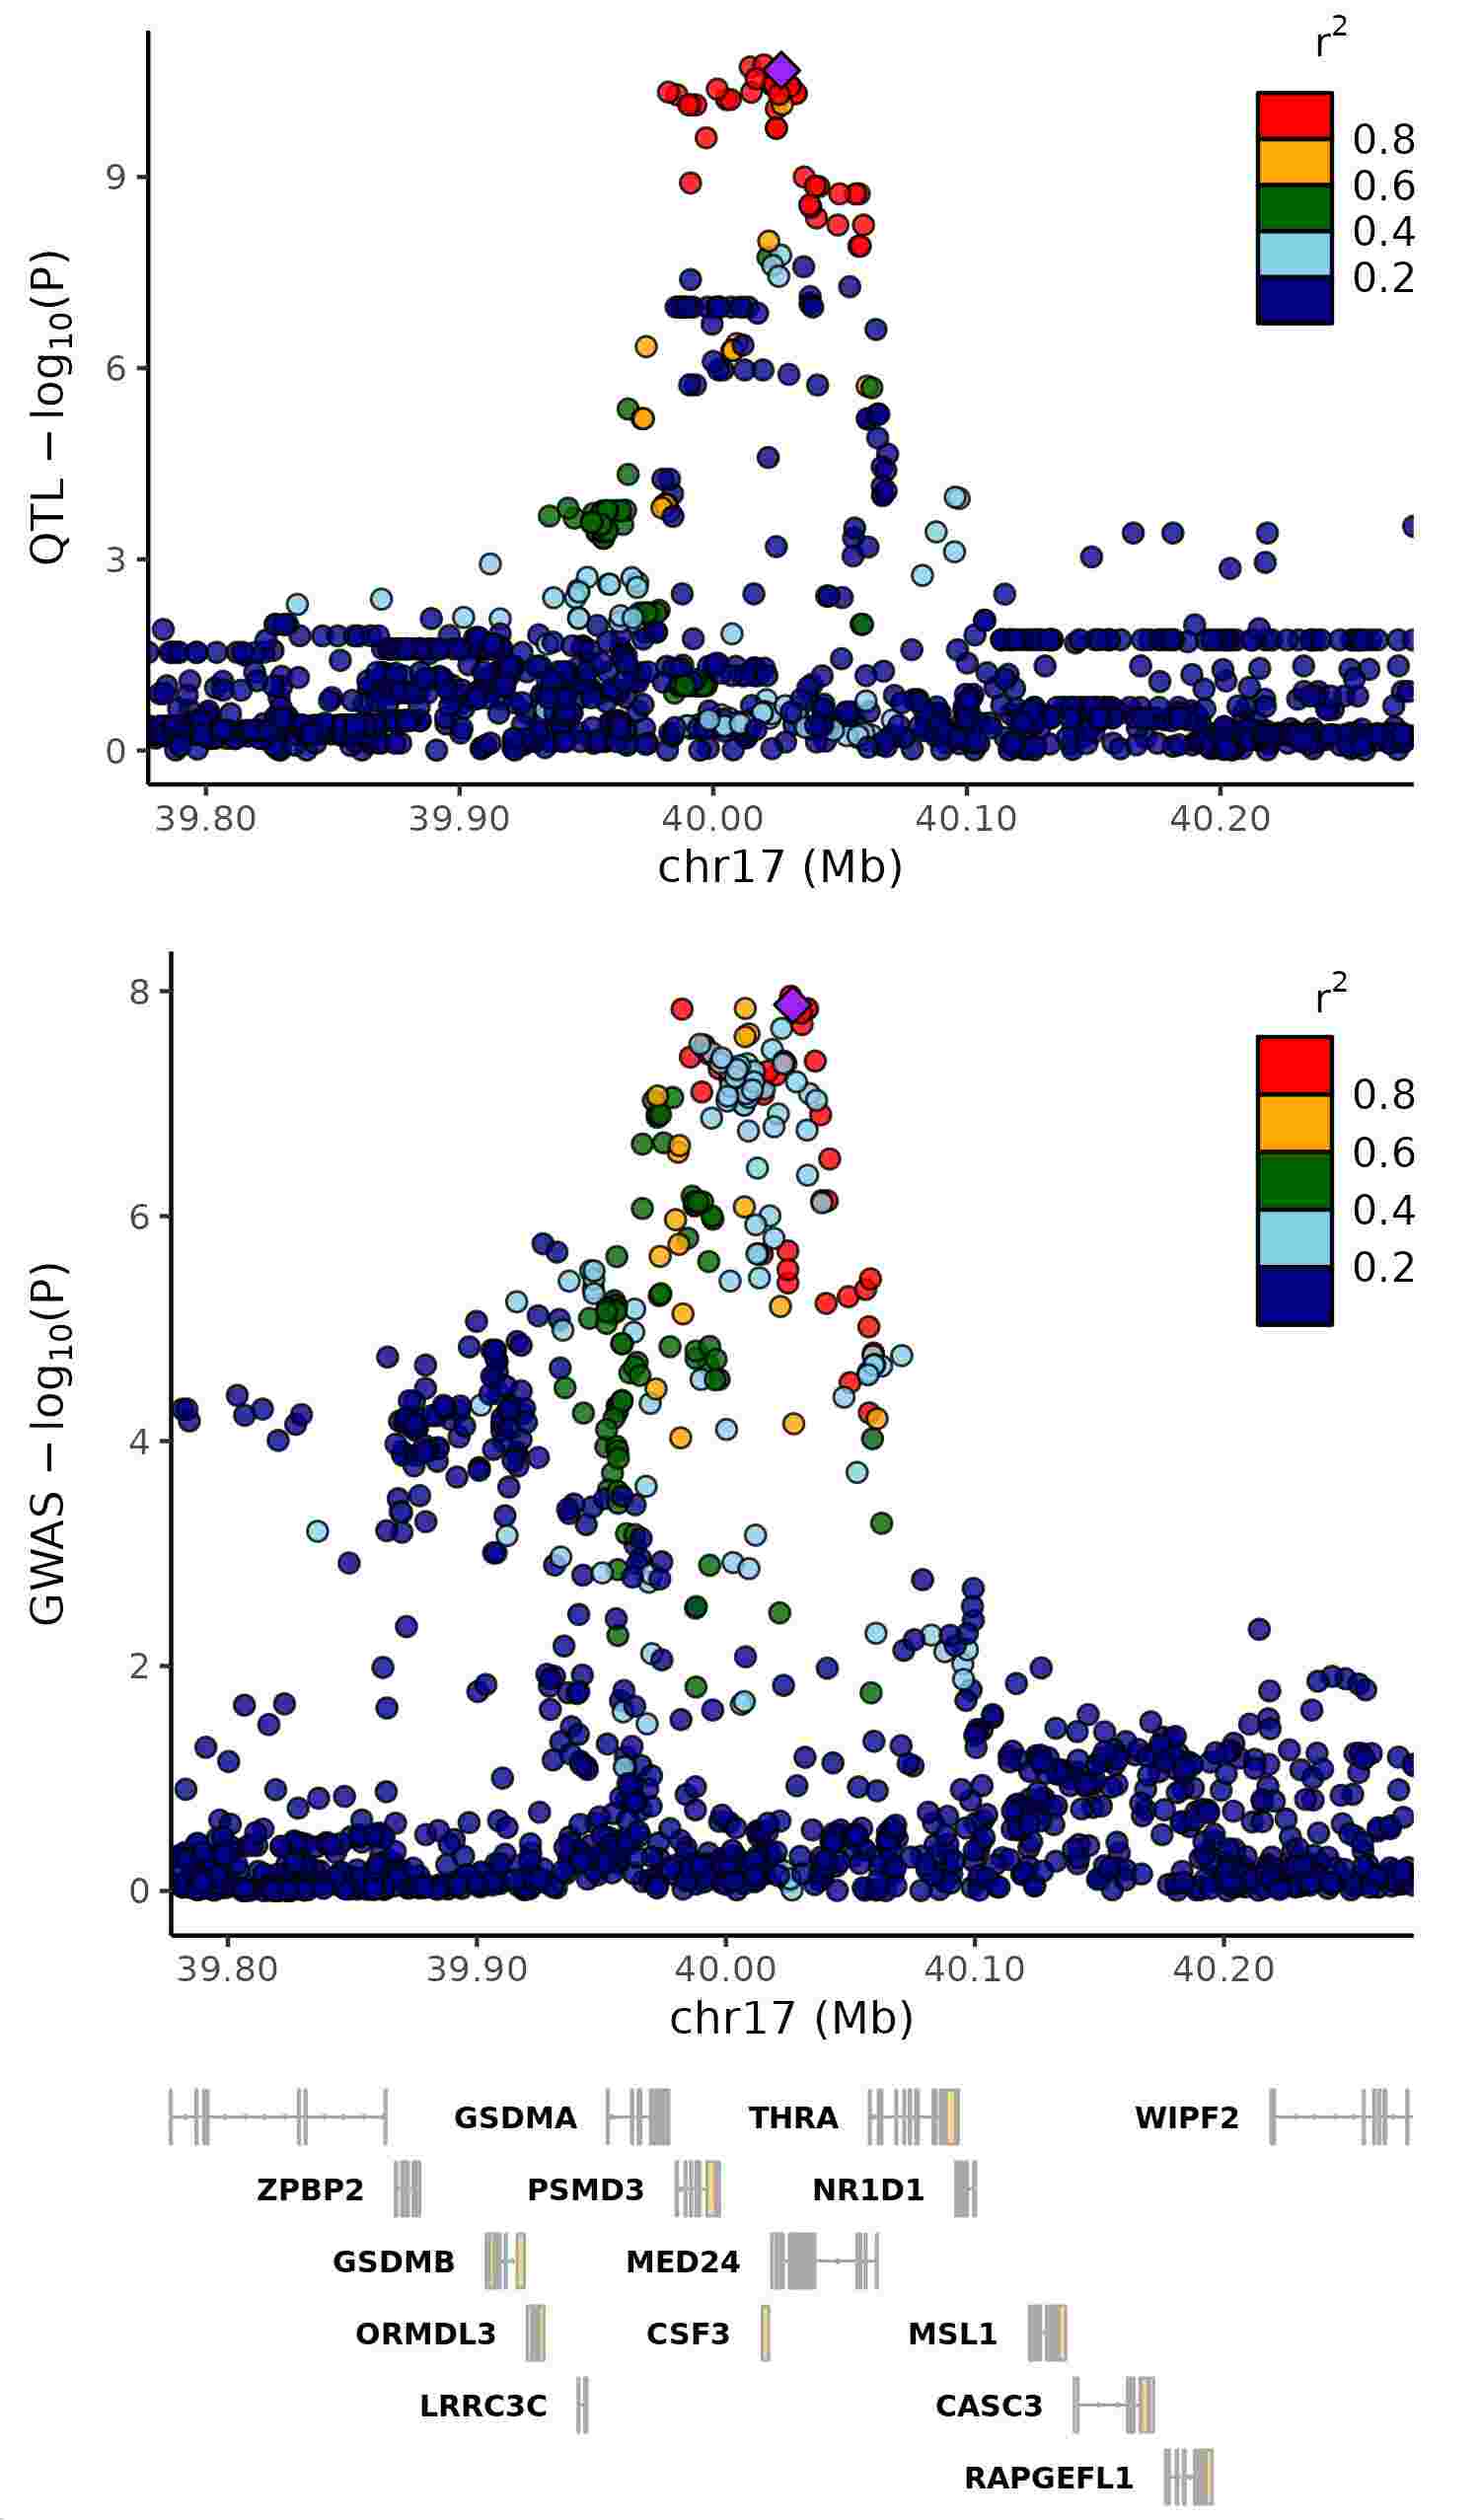 r²
0.8
0.6
0.4
0.2
9
6
3
0
QTL − log₁₀(P)
39.80 39.90 40.00 40.10 40.20
chr17 (Mb)
r²
0.8
0.6
0.4
0.2
8
6
4
2
0
GWAS − log₁₀(P)
39.80 39.90 40.00 40.10 40.20
chr17 (Mb)
GSDMA THRA WIPF2
ZPBP2 PSMD3 NR1D1
GSDMB MED24
ORMDL3 CSF3 MSL1
LRRC3C CASC3
RAPGEFL1